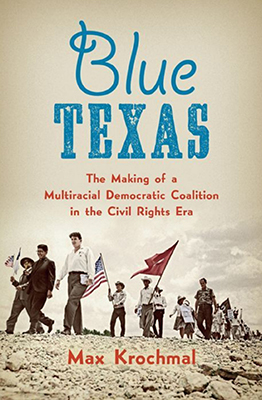 Blue
TEXAS
The Making of a
Multiracial Democratic Coalition
in the Civil Rights Era
Max Krochmal